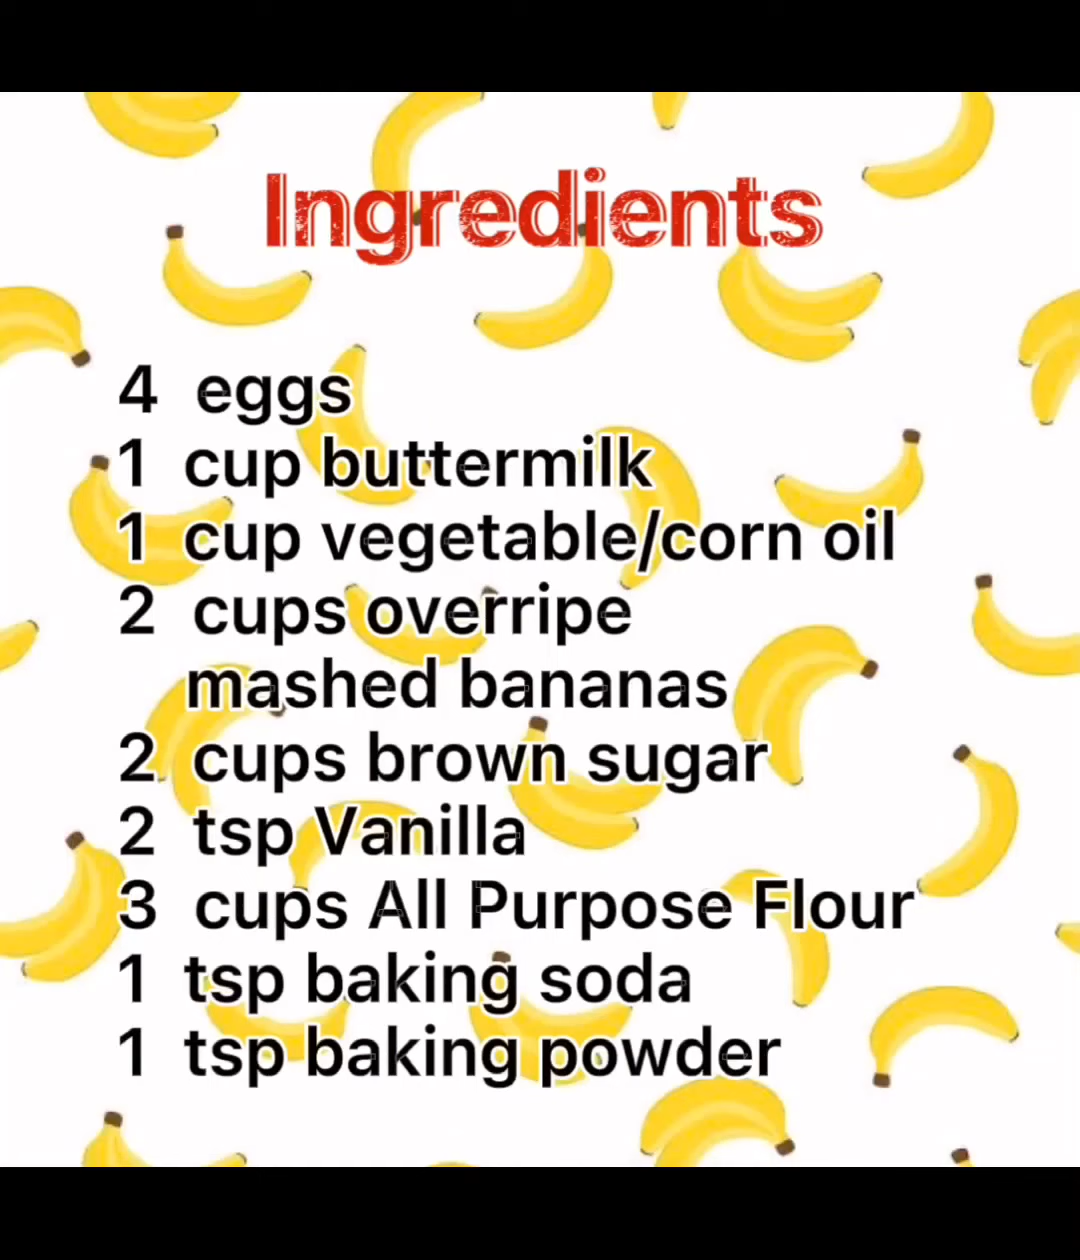 Ingredients
4 eggs
1 cup buttermilk
1 cup vegetable/corn oil
2 cups overripe
mashed bananas
2 cups brown sugar
2 tsp Vanilla
3 cups All Purpose Flour
1 tsp baking soda
1 tsp baking powder